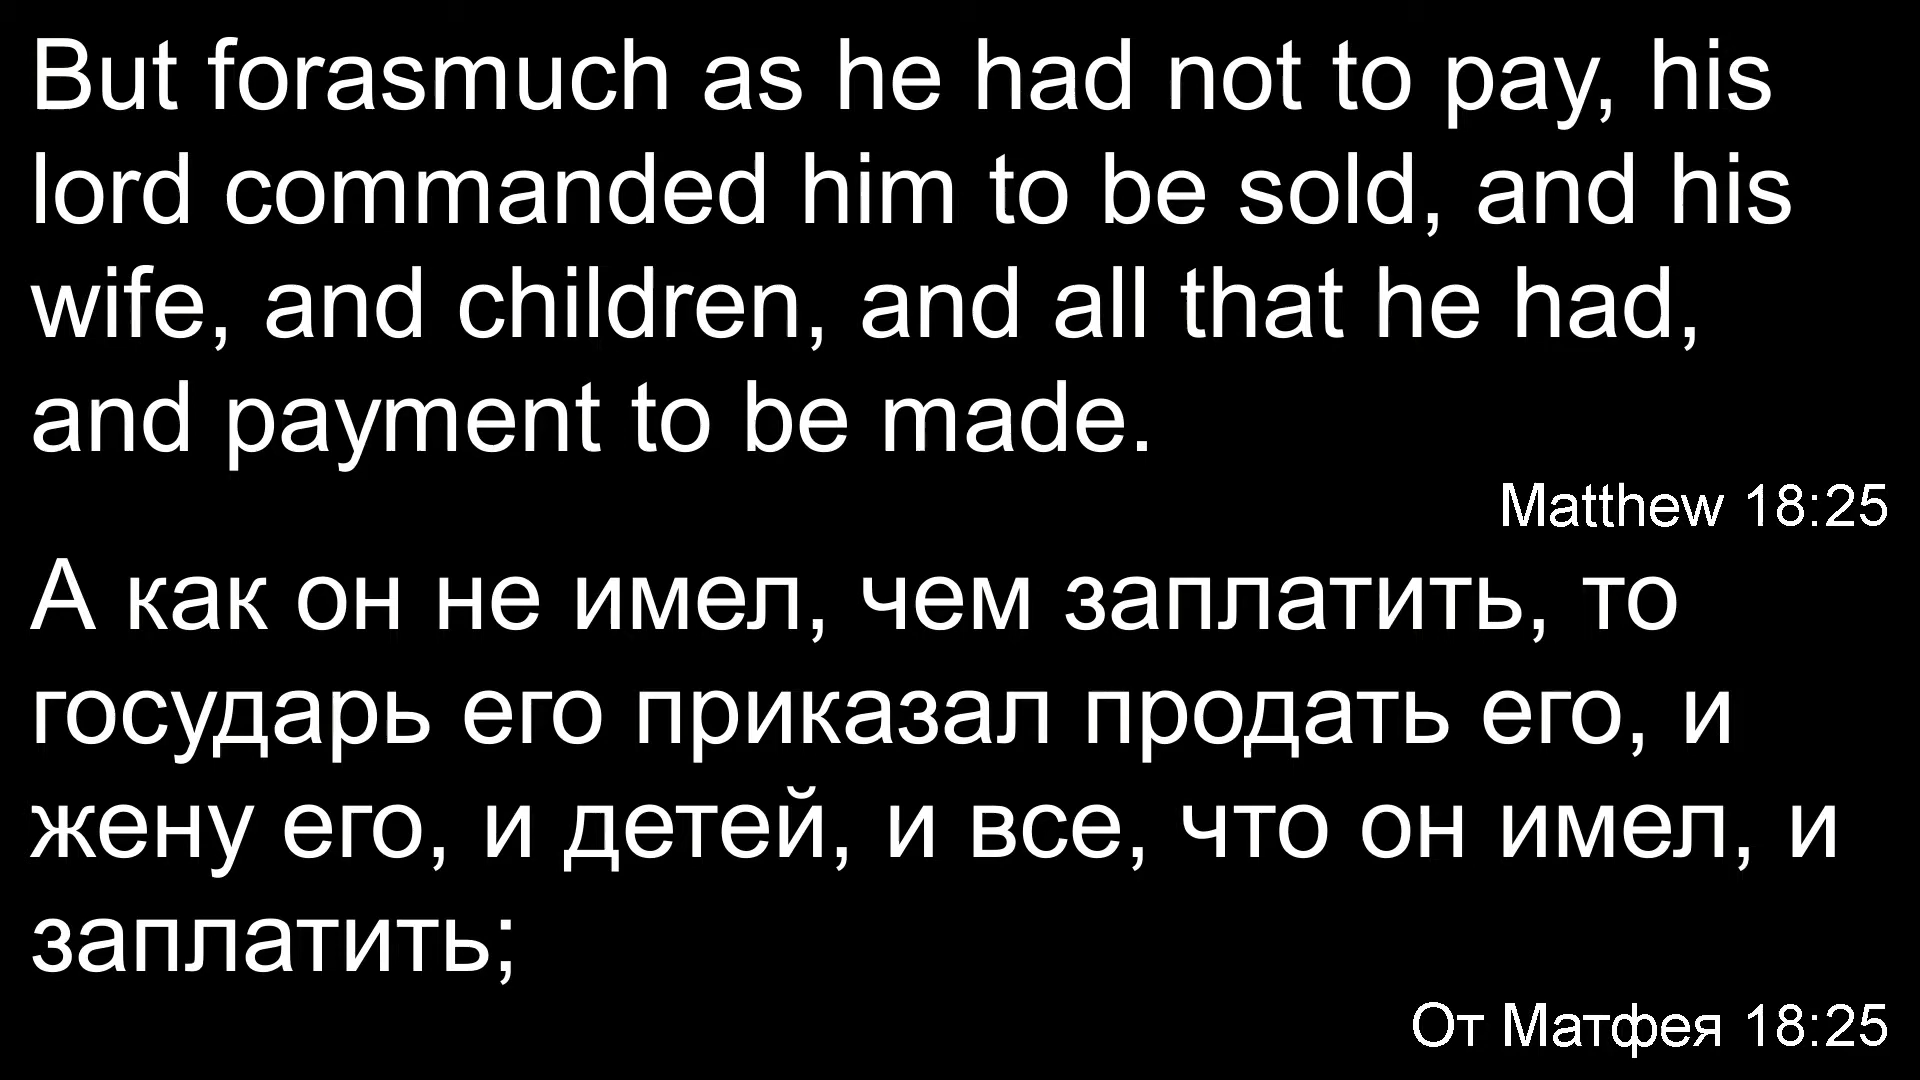 But forasmuch as he had not to pay, his
lord commanded him to be sold, and his
wife, and children, and all that he had,
and payment to be made.
Matthew 18:25
А как он не имел, чем заплатить, то
государь его приказал продать его, и
жену его, и детей, и все, что он имел, и
заплатить;
От Матфея 18:25